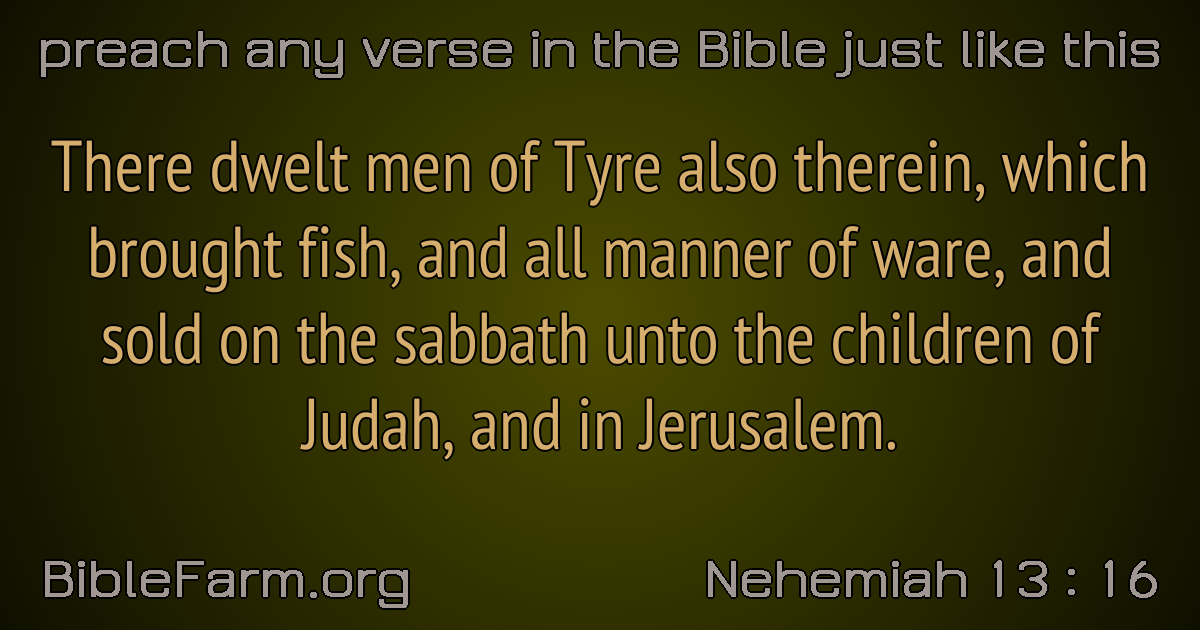 preach any verse in the Bible just like this
There dwelt men of Tyre also therein, which
brought fish, and all manner of ware, and
sold on the sabbath unto the children of
Judah, and in Jerusalem.
BibleFarm.org
Nehemiah 13 : 16